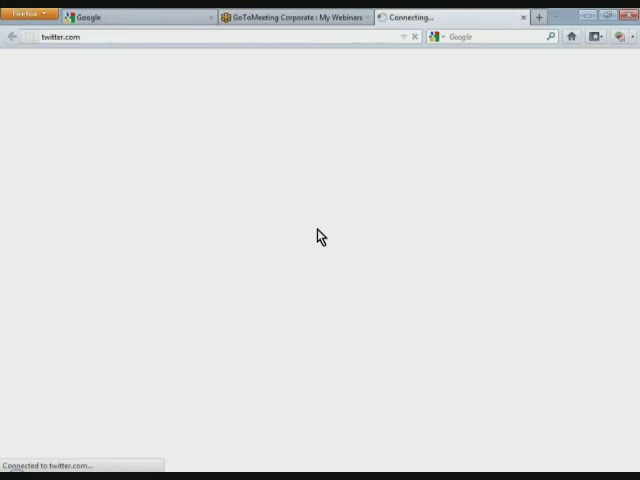 Firefox
Google
GoToMeeting Corporate : My Webinars
Connecting...
twitter.com
Google
Connected to twitter.com...